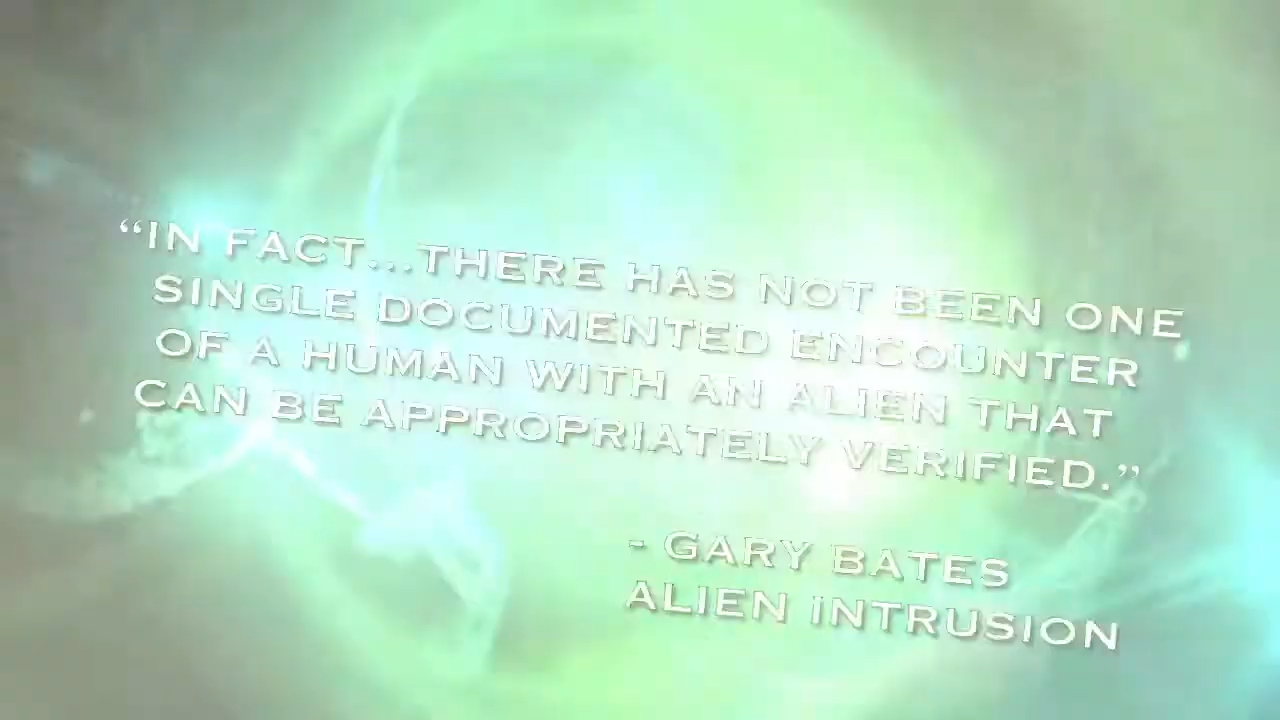 “IN FACT...THERE HAS NOT BEEN ONE
SINGLE DOCUMENTED ENCOUNTER
OF A HUMAN WITH AN ALIEN THAT
CAN BE APPROPRIATELY VERIFIED.”
- GARY BATES
ALIEN INTRUSION